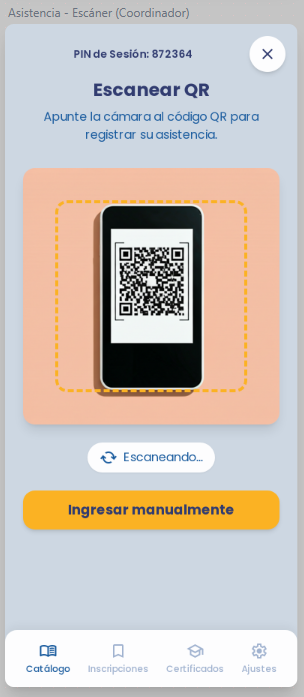 Asistencia - Escáner (Coordinador)
PIN de Sesión: 872364
Escanear QR
Apunte la cámara al código QR para
registrar su asistencia.
Escaneando...
Ingresar manualmente
Catálogo
Inscripciones
Certificados
Ajustes